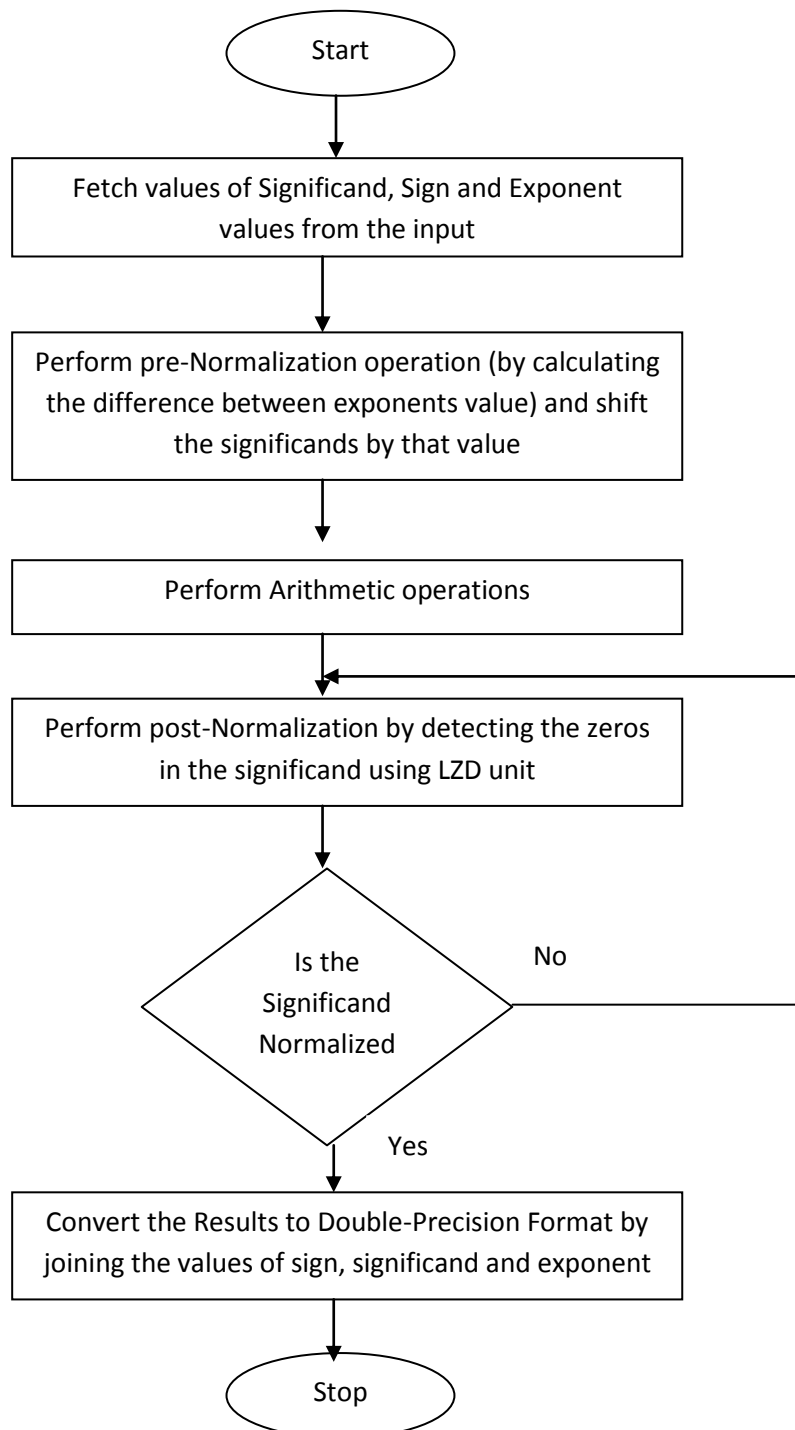 Start
Fetch values of Significand, Sign and Exponent
values from the input
Perform pre-Normalization operation (by calculating
the difference between exponents value) and shift
the significands by that value
Perform Arithmetic operations
Perform post-Normalization by detecting the zeros
in the significand using LZD unit
Is the
Significand
Normalized
No
Yes
Convert the Results to Double-Precision Format by
joining the values of sign, significand and exponent
Stop